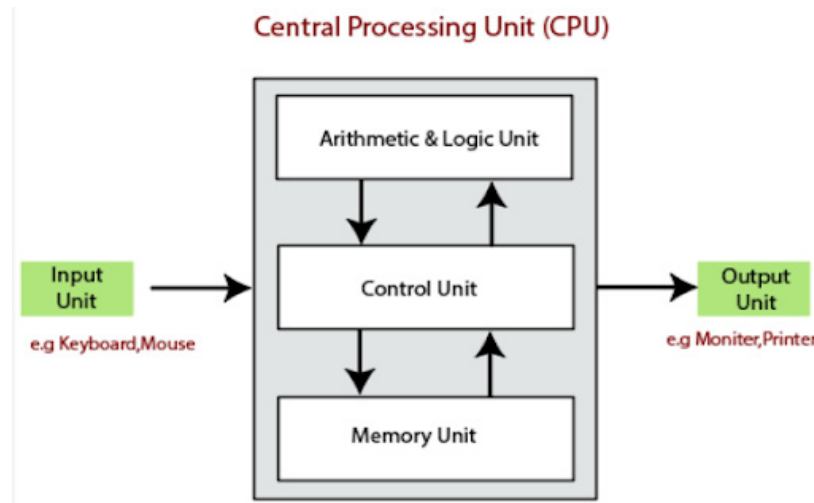 Central Processing Unit (CPU)
Arithmetic & Logic Unit
Input
Unit
e.g Keyboard,Mouse
Control Unit
Output
Unit
e.g Moniter,Printer
Memory Unit